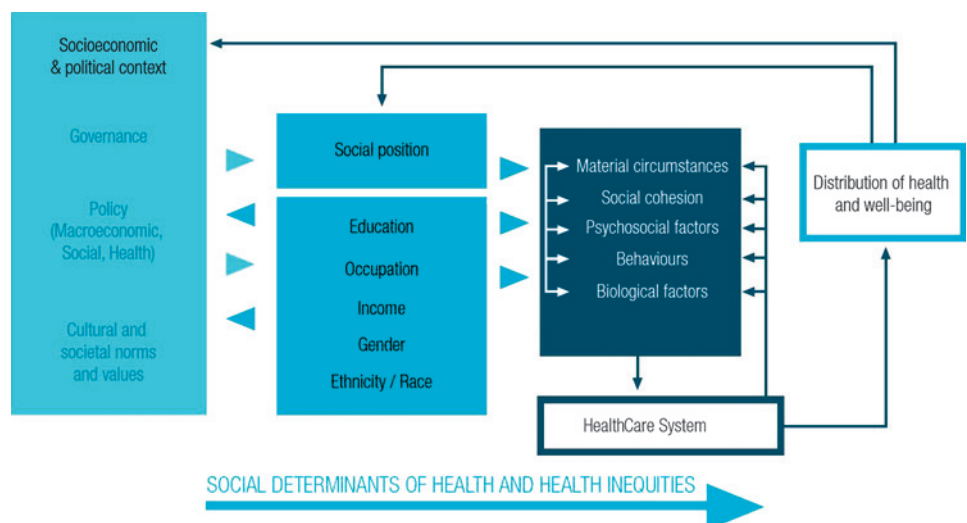 Socioeconomic
& political context
Governance
Policy
(Macroeconomic,
Social, Health)
Cultural and
societal norms
and values
Social position
Education
Occupation
Income
Gender
Ethnicity / Race
Material circumstances
Social cohesion
Psychosocial factors
Behaviours
Biological factors
HealthCare System
Distribution of health
and well-being
SOCIAL DETERMINANTS OF HEALTH AND HEALTH INEQUITIES